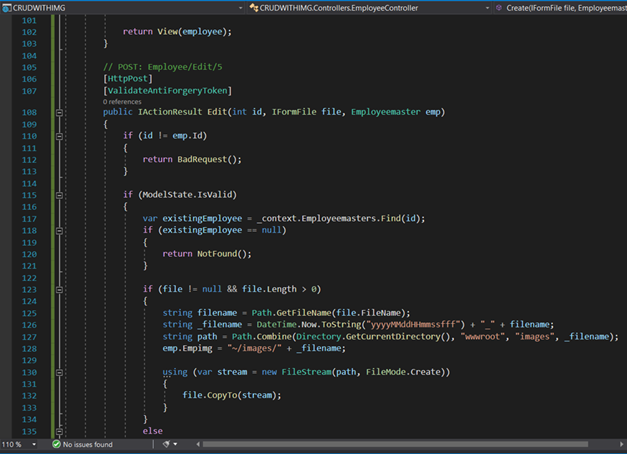 CRUDWITHIMG CRUDWITHIMG.Controllers.EmployeeController Create(IFormFile file, Employeemast
101
102 return View(employee);
103 }
104
105 // POST: Employee/Edit/5
106 [HttpPost]
107 [ValidateAntiForgeryToken]
0 references
108 public IActionResult Edit(int id, IFormFile file, Employeemaster emp)
109 {
110 if (id != emp.Id)
111 {
112 return BadRequest();
113 }
114
115 if (ModelState.IsValid)
116 {
117 var existingEmployee = _context.Employeemasters.Find(id);
118 if (existingEmployee == null)
119 {
120 return NotFound();
121 }
122
123 if (file != null && file.Length > 0)
124 {
125 string filename = Path.GetFileName(file.FileName);
126 string _filename = DateTime.Now.ToString("yyyyMMddHHmmssfff") + "_" + filename;
127 string path = Path.Combine(Directory.GetCurrentDirectory(), "wwwroot", "images", _filename);
128 emp.Empimg = "~/images/" + _filename;
129
130 using (var stream = new FileStream(path, FileMode.Create))
131 {
132 file.CopyTo(stream);
133 }
134 }
135 else
110 % No issues found